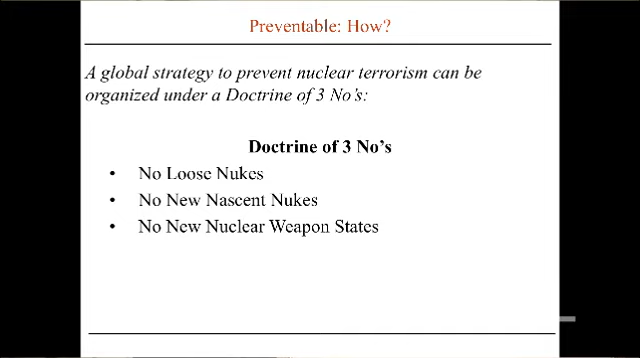 Preventable: How?
A global strategy to prevent nuclear terrorism can be
organized under a Doctrine of 3 No's:
Doctrine of 3 No's
• No Loose Nukes
• No New Nascent Nukes
• No New Nuclear Weapon States